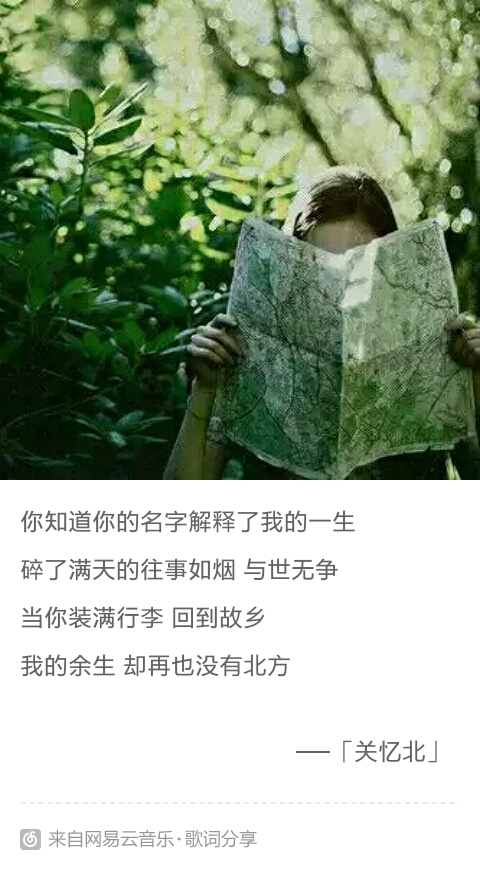 你知道你的名字解释了我的一生
碎了满天的往事如烟 与世无争
当你装满行李 回到故乡
我的余生 却再也没有北方
——「关忆北」
来自网易云音乐·歌词分享